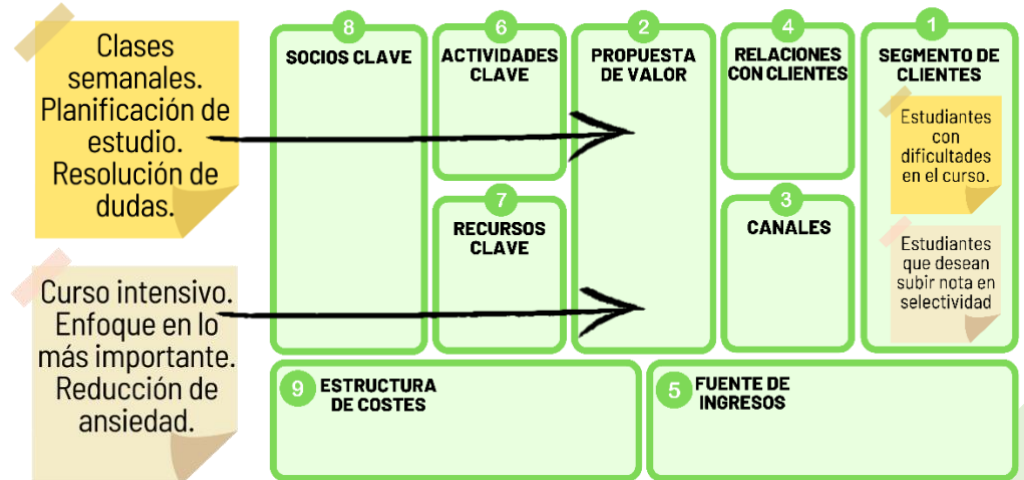 Clases
semanales.
Planificación de
estudio.
Resolución de
dudas.
Curso intensivo.
Enfoque en lo
más importante.
Reducción de
ansiedad.
8
SOCIOS CLAVE
6
ACTIVIDADES
CLAVE
7
RECURSOS
CLAVE
2
PROPUESTA
DE VALOR
4
RELACIONES
CON CLIENTES
3
CANALES
1
SEGMENTO DE
CLIENTES
Estudiantes
con
dificultades
en el curso.
Estudiantes
que desean
subir nota en
selectividad
9
ESTRUCTURA
DE COSTES
5
FUENTE DE
INGRESOS